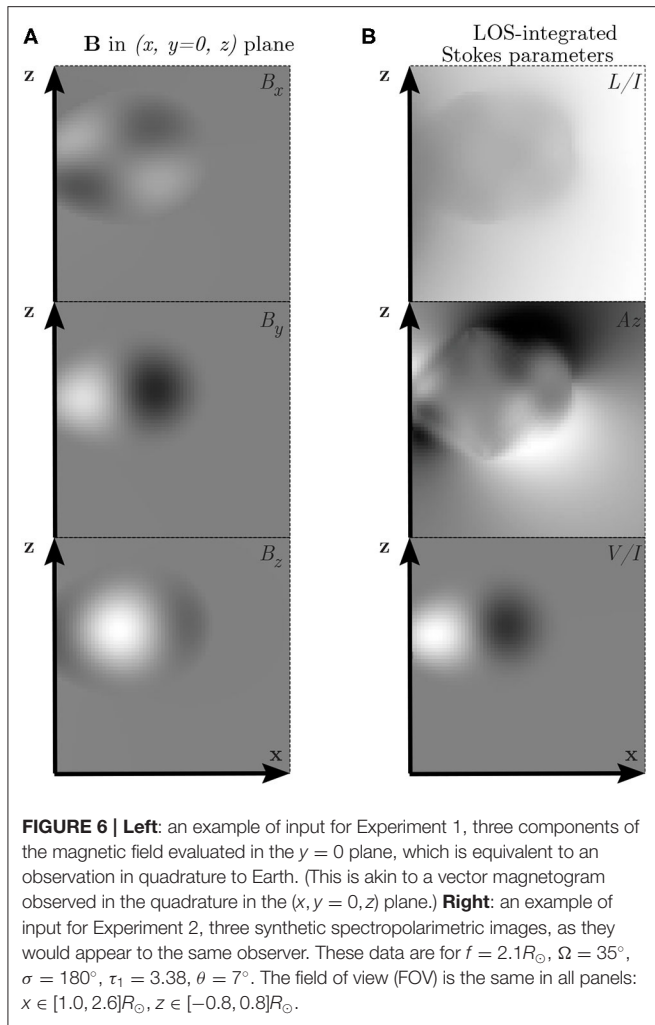 A
B in (x, y=0, z) plane
B
LOS-integrated
Stokes parameters
z
B_x
z
L/I
z
B_y
z
Az
z
B_z
x
z
V/I
x
FIGURE 6 | Left: an example of input for Experiment 1, three components of
the magnetic field evaluated in the y = 0 plane, which is equivalent to an
observation in quadrature to Earth. (This is akin to a vector magnetogram
observed in the quadrature in the (x, y = 0, z) plane.) Right: an example of
input for Experiment 2, three synthetic spectropolarimetric images, as they
would appear to the same observer. These data are for f = 2.1R⊙, Ω = 35°,
σ = 180°, τ₁ = 3.38, θ = 7°. The field of view (FOV) is the same in all panels:
x ∈ [1.0, 2.6]R⊙, z ∈ [−0.8, 0.8]R⊙.